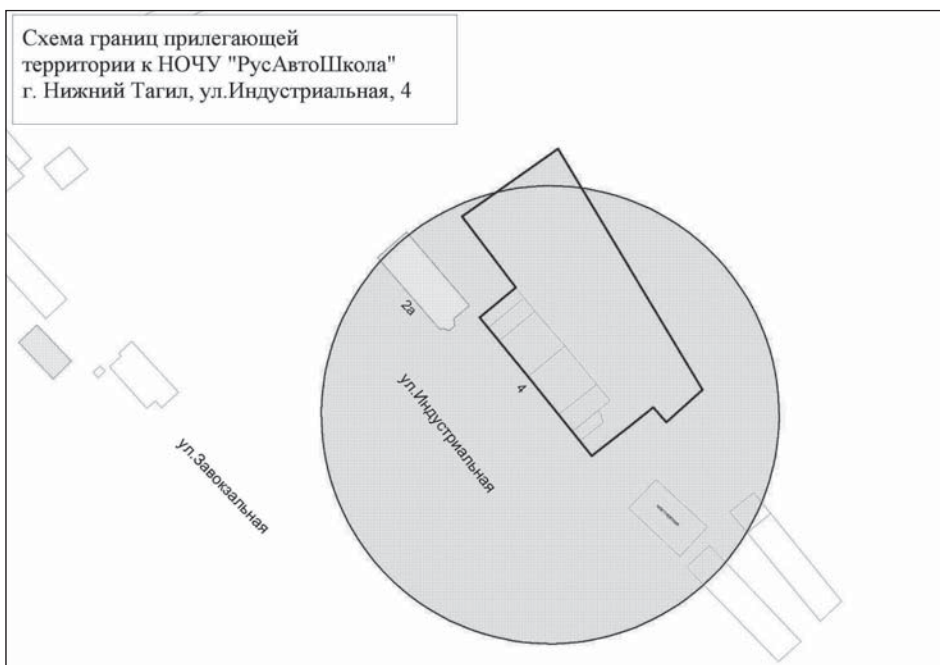 Схема границ прилегающей
территории к НОЧУ "РусАвтоШкола"
г. Нижний Тагил, ул.Индустриальная, 4
2а
4
ул.Индустриальная
ул.Завокзальная